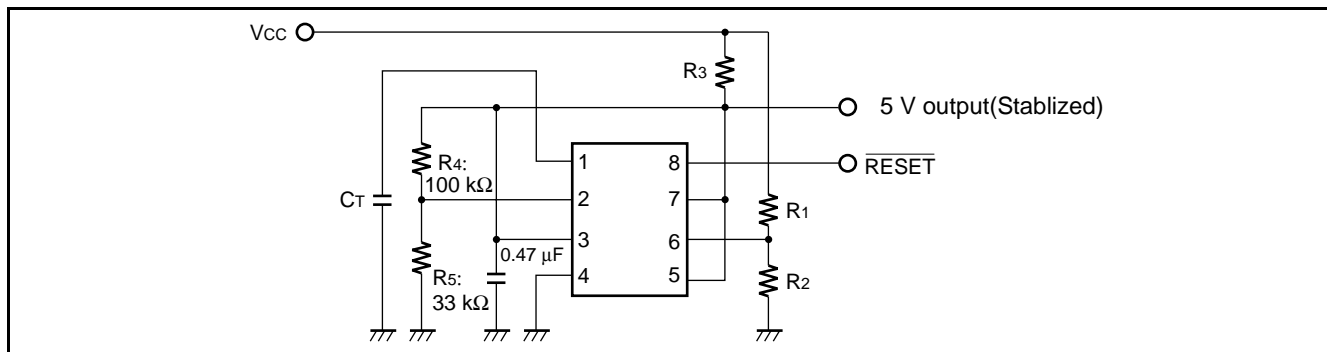 VCC
R3
5 V output(Stablized)
R4:
100 kΩ
1
8
RESET
CT
2
7
R1
3
6
0.47 μF
R5:
33 kΩ
4
5
R2